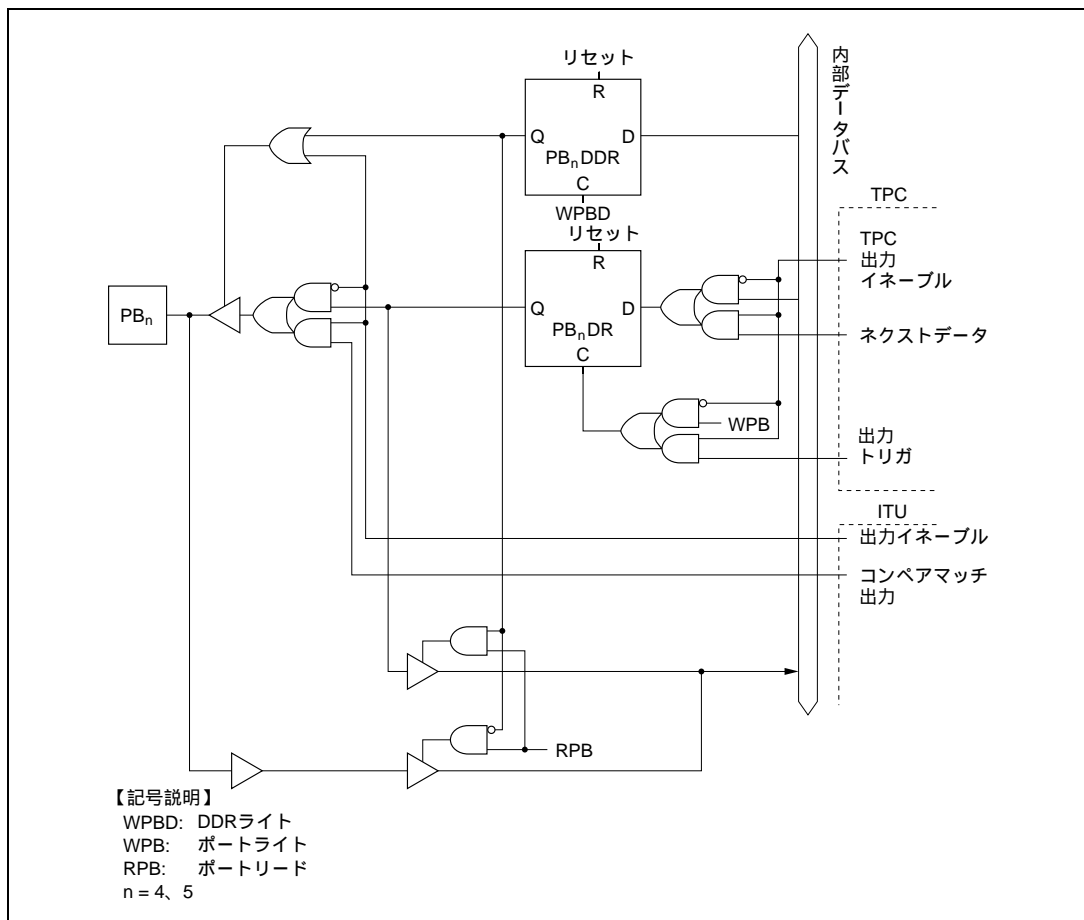 リセット
R
Q
D
PBnDDR
C
WPBD
内部データバス
TPC
リセット
R
TPC
出力
イネーブル
PBn
Q
D
PBnDR
C
ネクストデータ
WPB
出力
トリガ
ITU
出力イネーブル
コンペアマッチ
出力
RPB
【記号説明】
WPBD: DDRライト
WPB: ポートライト
RPB: ポートリード
n = 4、5